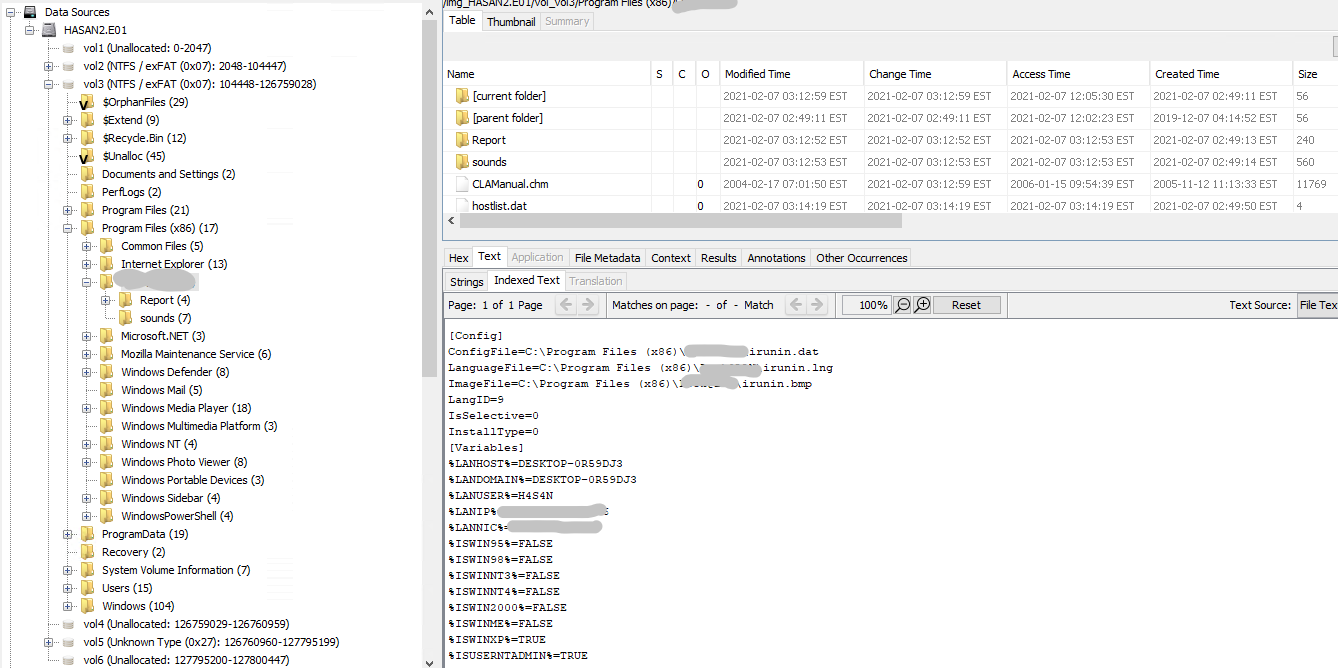 Data Sources
HASAN2.E01
vol1 (Unallocated: 0-2047)
vol2 (NTFS / exFAT (0x07): 2048-104447)
vol3 (NTFS / exFAT (0x07): 104448-126759028)
$OrphanFiles (29)
$Extend (9)
$Recycle.Bin (12)
$Unalloc (45)
Documents and Settings (2)
PerfLogs (2)
Program Files (21)
Program Files (x86) (17)
Common Files (5)
Internet Explorer (13)
Report (4)
sounds (7)
Microsoft.NET (3)
Mozilla Maintenance Service (6)
Windows Defender (8)
Windows Mail (5)
Windows Media Player (18)
Windows Multimedia Platform (3)
Windows NT (4)
Windows Photo Viewer (8)
Windows Portable Devices (3)
Windows Sidebar (4)
WindowsPowerShell (4)
ProgramData (19)
Recovery (2)
System Volume Information (7)
Users (15)
Windows (104)
vol4 (Unallocated: 126759029-126760959)
vol5 (Unknown Type (0x27): 126760960-127795199)
vol6 (Unallocated: 127795200-127800447)
/img_HASAN2.E01/vol_vol3/Program Files (x86)/
Table Thumbnail Summary
Name S C O Modified Time Change Time Access Time Created Time Size
[current folder] 2021-02-07 03:12:59 EST 2021-02-07 03:12:59 EST 2021-02-07 12:05:30 EST 2021-02-07 02:49:11 EST 56
[parent folder] 2021-02-07 02:49:11 EST 2021-02-07 02:49:11 EST 2021-02-07 12:02:23 EST 2019-12-07 04:14:52 EST 56
Report 2021-02-07 03:12:52 EST 2021-02-07 03:12:52 EST 2021-02-07 03:12:52 EST 2021-02-07 02:49:13 EST 240
sounds 2021-02-07 03:12:53 EST 2021-02-07 03:12:53 EST 2021-02-07 03:12:53 EST 2021-02-07 02:49:14 EST 560
CLAManual.chm 0 2004-02-17 07:01:50 EST 2021-02-07 03:12:59 EST 2006-01-15 09:54:39 EST 2005-11-12 11:13:33 EST 11769
hostlist.dat 0 2021-02-07 03:14:19 EST 2021-02-07 03:14:19 EST 2021-02-07 03:14:19 EST 2021-02-07 02:49:50 EST 4
Hex Text Application File Metadata Context Results Annotations Other Occurrences
Strings Indexed Text Translation
Page: 1 of 1 Page Matches on page: - of - Match 100% Reset Text Source: File Tex
[Config]
ConfigFile=C:\Program Files (x86)\ irunin.dat
LanguageFile=C:\Program Files (x86)\ \irunin.lng
ImageFile=C:\Program Files (x86)\ \irunin.bmp
LangID=9
IsSelective=0
InstallType=0
[Variables]
%LANHOST%=DESKTOP-0R59DJ3
%LANDOMAIN%=DESKTOP-0R59DJ3
%LANUSER%=H4S4N
%LANIP%
%LANNIC%=
%ISWIN95%=FALSE
%ISWIN98%=FALSE
%ISWINNT3%=FALSE
%ISWINNT4%=FALSE
%ISWIN2000%=FALSE
%ISWINME%=FALSE
%ISWINXP%=TRUE
%ISUSERNTADMIN%=TRUE